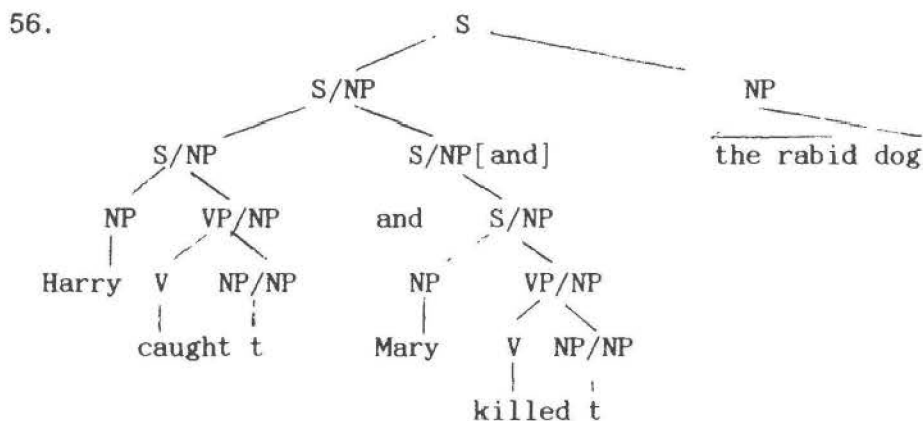 56. S
S/NP NP
S/NP S/NP[and] the rabid dog
NP VP/NP and S/NP
Harry V NP/NP NP VP/NP
caught t Mary V NP/NP
killed t